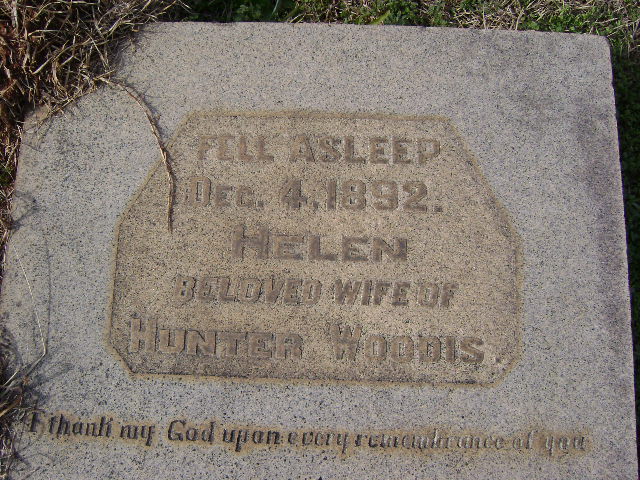 FELL ASLEEP
DEC. 4, 1892.
HELEN
BELOVED WIFE OF
HUNTER WOODIS.
I thank my God upon every remembrance of you